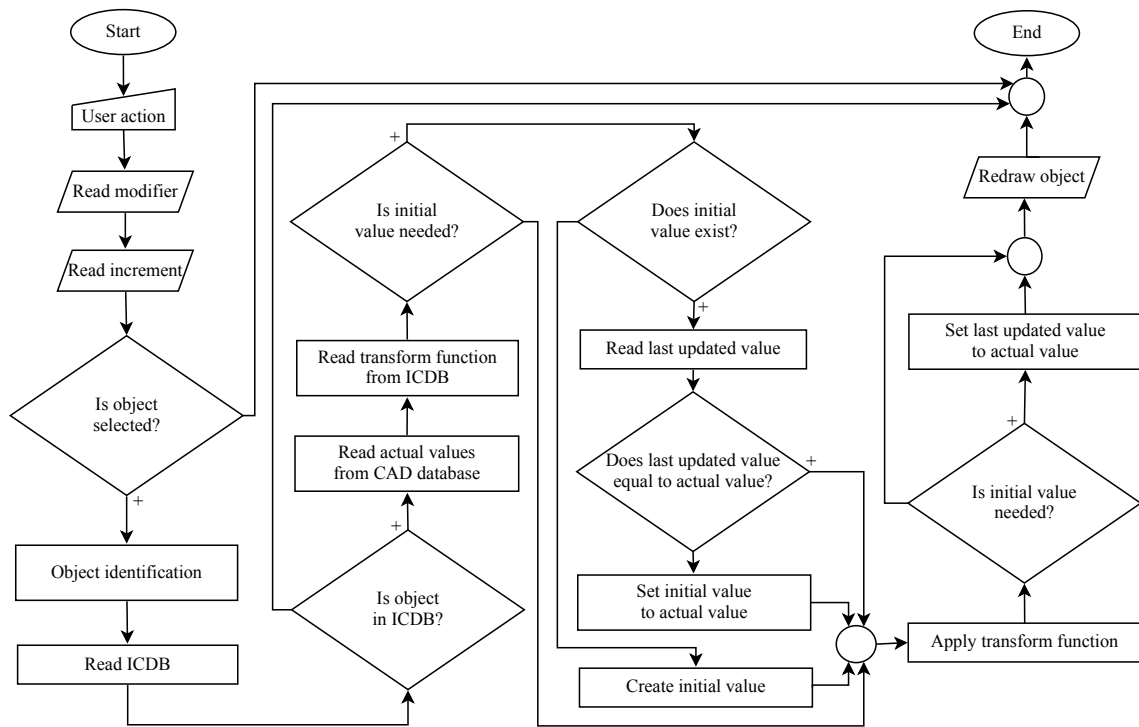 Start
User action
Read modifier
Read increment
Is object
selected?
+
Object identification
Read ICDB
Is object
in ICDB?
+
Read actual values
from CAD database
Read transform function
from ICDB
Is initial
value needed?
+
Does initial
value exist?
+
Read last updated value
Does last updated value
equal to actual value?
+
Set initial value
to actual value
Create initial value
Apply transform function
Is initial value
needed?
+
Set last updated value
to actual value
Redraw object
End